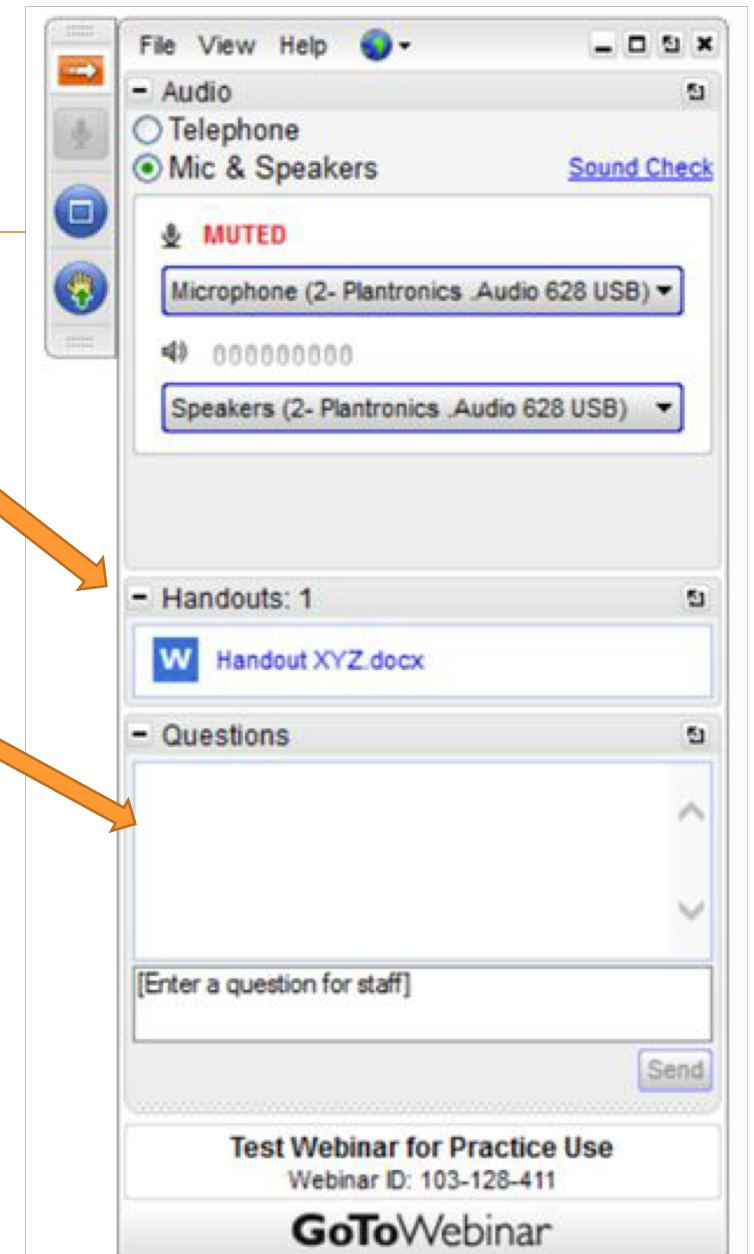 File View Help
- Audio
Telephone
Mic & Speakers Sound Check
MUTED
Microphone (2- Plantronics .Audio 628 USB)
Speakers (2- Plantronics .Audio 628 USB)
- Handouts: 1
W Handout XYZ.docx
- Questions
[Enter a question for staff]
Send
Test Webinar for Practice Use
Webinar ID: 103-128-411
GoToWebinar